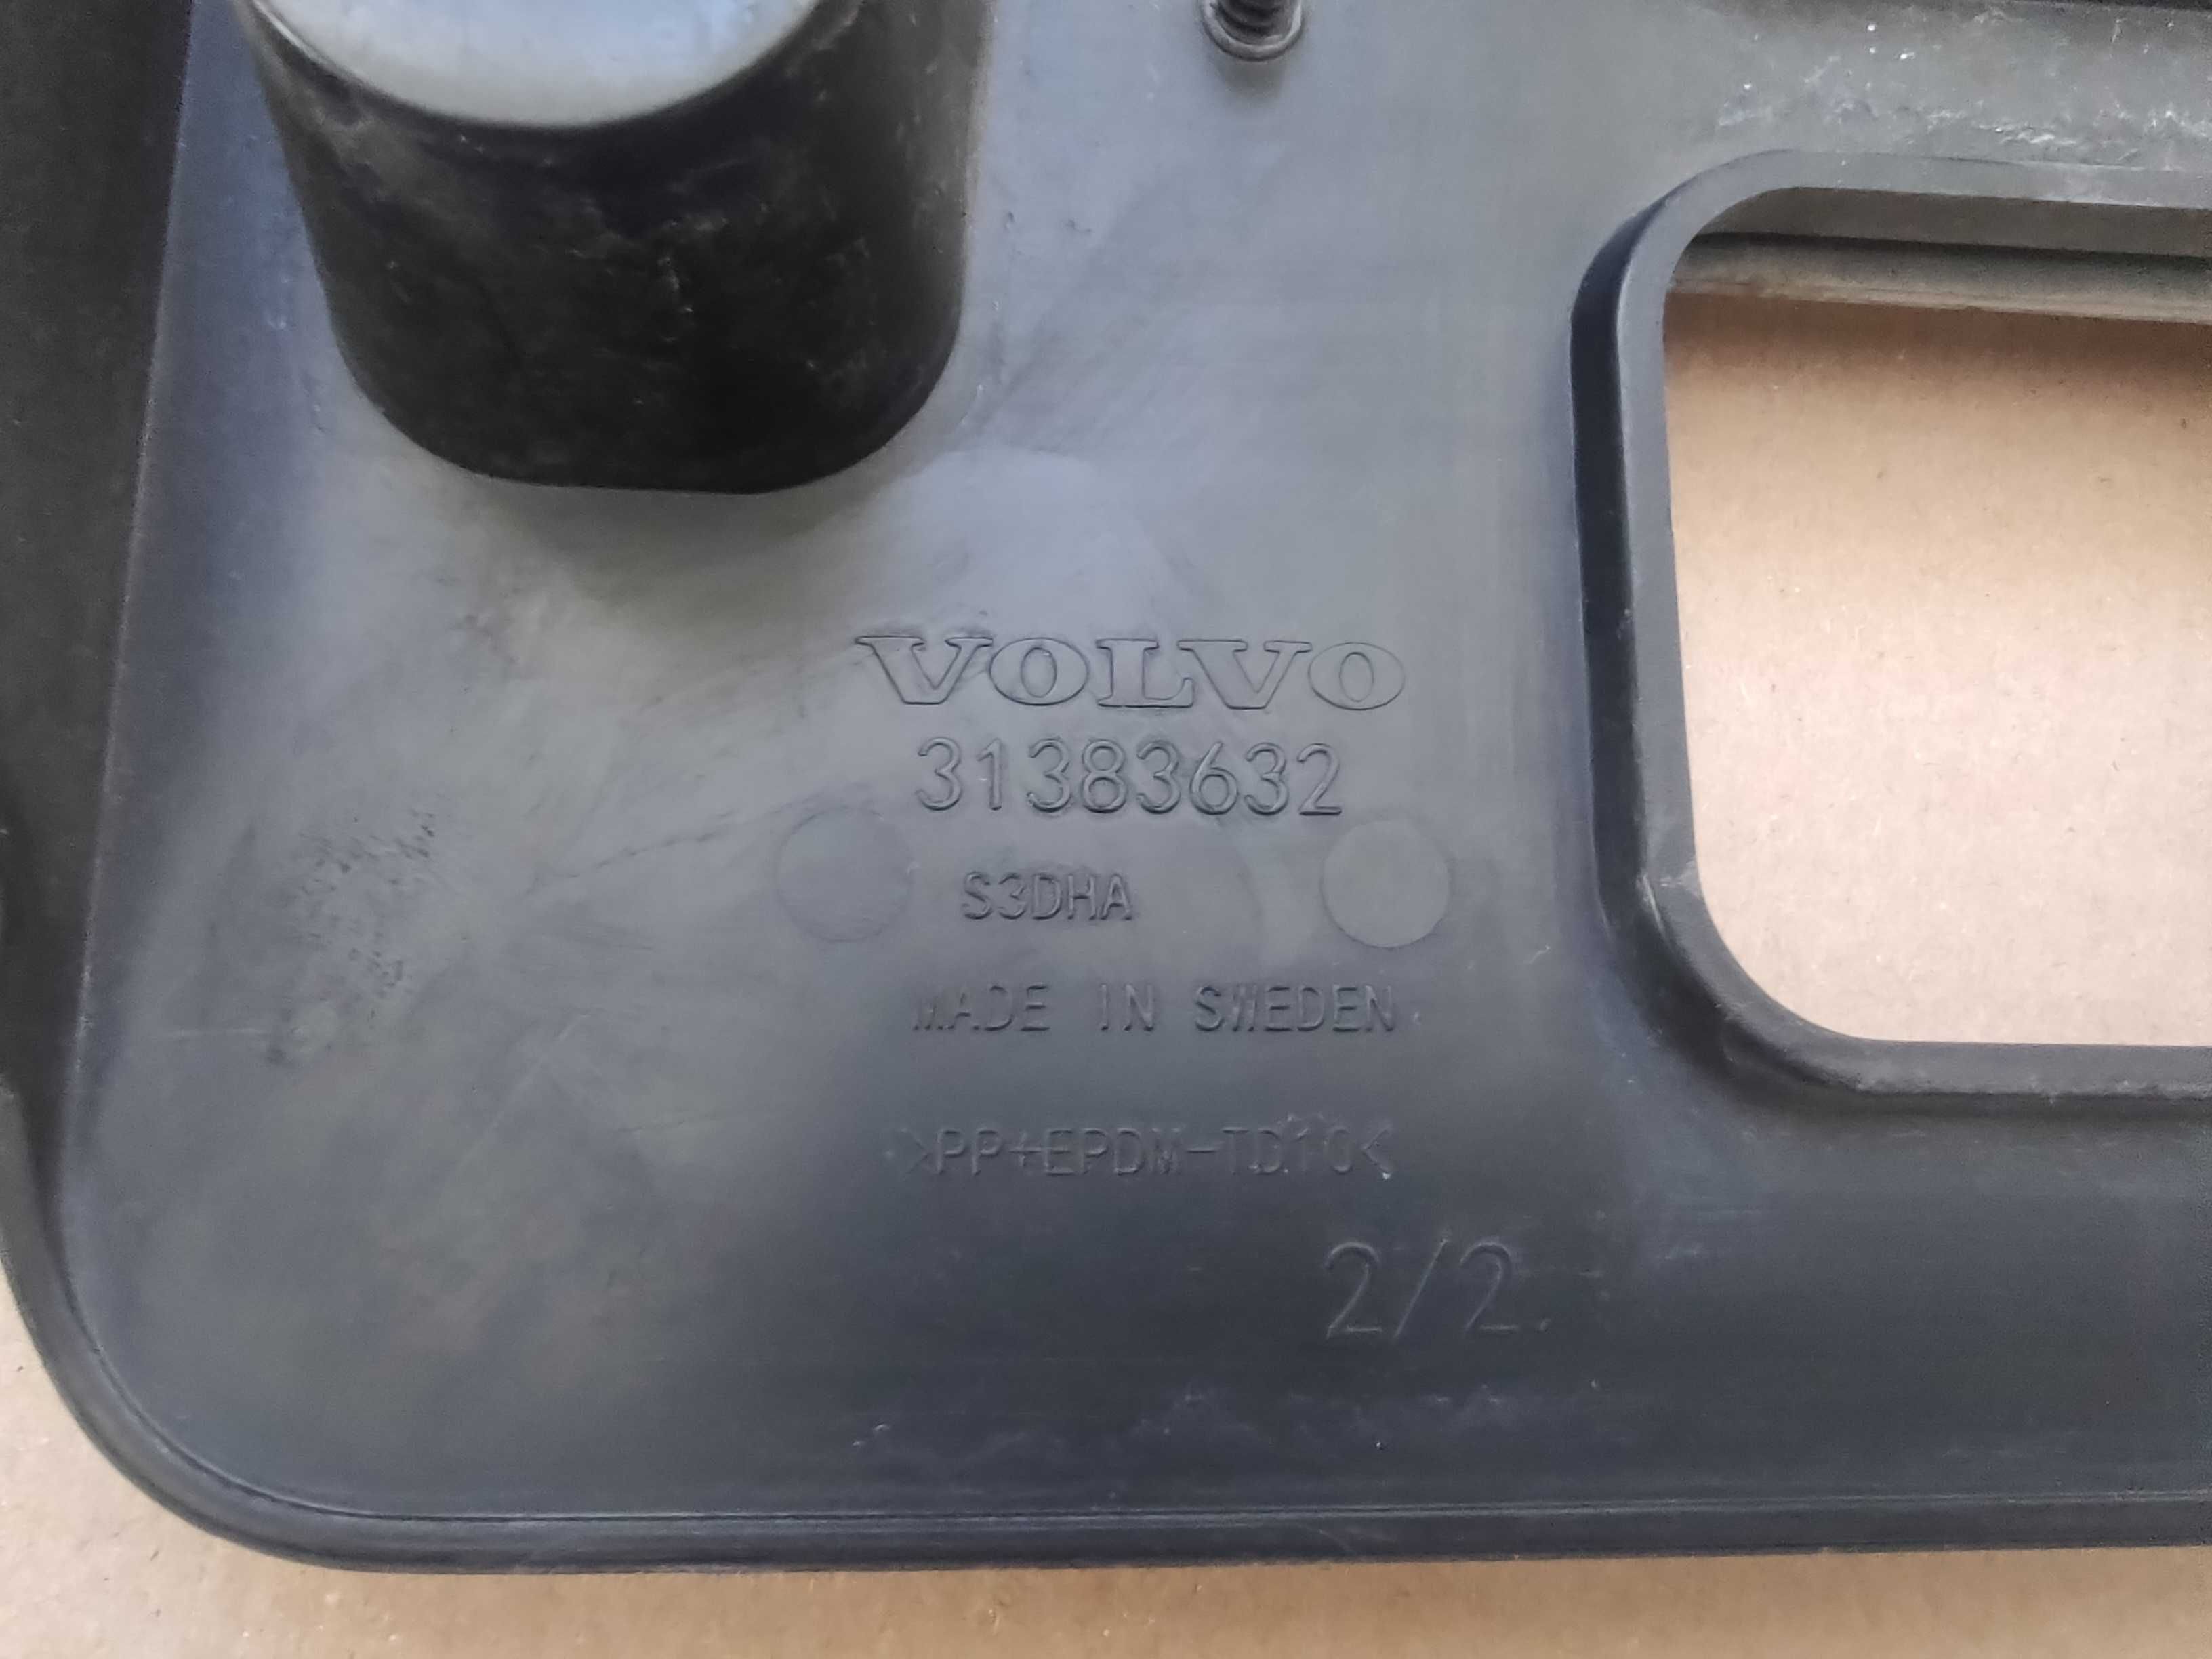 VOLVO
31383632
S3DHA
MADE IN SWEDEN
>PP+EPDM-TD10<
2/2.